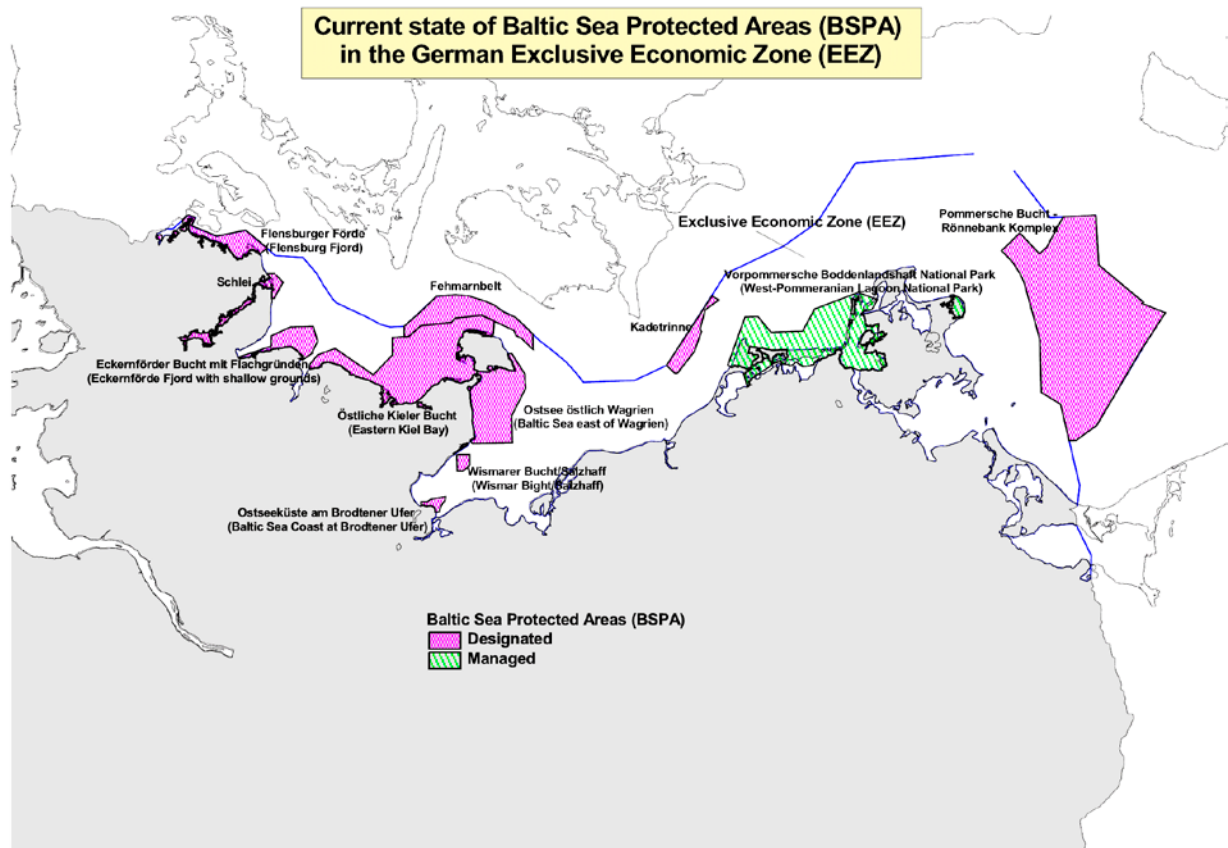 Current state of Baltic Sea Protected Areas (BSPA)
in the German Exclusive Economic Zone (EEZ)
Pommersche Bucht -
Rönnebank Komplex
Exclusive Economic Zone (EEZ)
Flensburger Förde
(Flensburg Fjord)
Schlei
Fehmarnbelt
Vorpommersche Boddenlandshaft National Park
(West-Pommeranian Lagoon National Park)
Kadetrinne
Eckernförder Bucht mit Flachgründen
(Eckernförde Fjord with shallow grounds)
Östliche Kieler Bucht
(Eastern Kiel Bay)
Ostsee östlich Wagrien
(Baltic Sea east of Wagrien)
Wismarer Bucht/Salzhaff
(Wismar Bight/Salzhaff)
Ostseeküste am Brodtener Ufer
(Baltic Sea Coast at Brodtener Ufer)
Baltic Sea Protected Areas (BSPA)
Designated
Managed